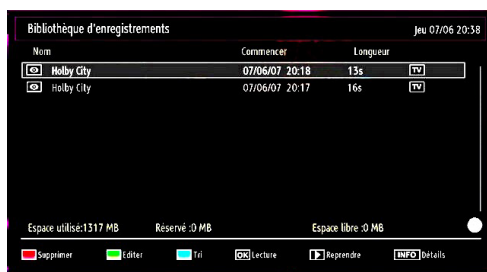 Bibliothèque d'enregistrements Jeu 07/06 20:38
Nom Commencer Longueur
Holby City 07/06/07 20:18 13s TV
Holby City 07/06/07 20:17 16s TV
Espace utilisé:1317 MB Réservé :0 MB Espace libre :0 MB
Supprimer Editer Tri OK Lecture Reprendre INFO Détails